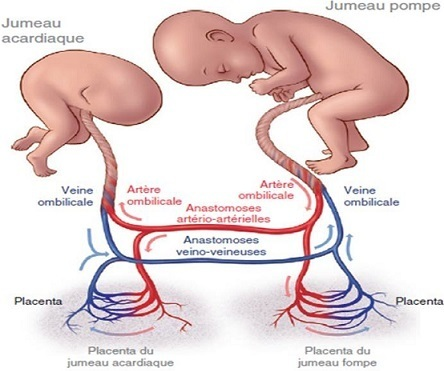 Jumeau
acardiaque
Jumeau pompe
Veine
ombilicale
Artère
ombilicale
Anastomoses
artério-artérielles
Artère
ombilicale
Veine
ombilicale
Anastomoses
veino-veineuses
Placenta
Placenta
Placenta du
jumeau acardiaque
Placenta du
jumeau fompe